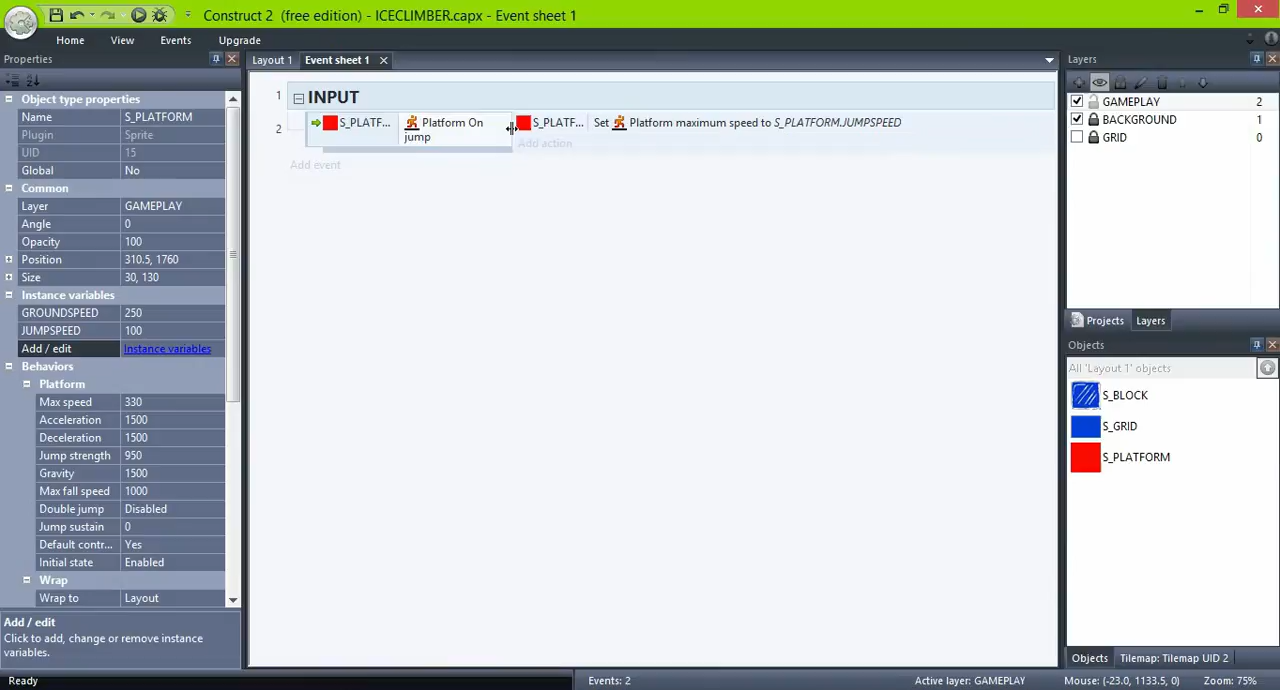 Construct 2 (free edition) - ICECLIMBER.capx - Event sheet 1
Home View Events Upgrade
Properties
Object type properties
Name S_PLATFORM
Plugin Sprite
UID 15
Global No
Common
Layer GAMEPLAY
Angle 0
Opacity 100
Position 310.5, 1760
Size 30, 130
Instance variables
GROUNDSPEED 250
JUMPSPEED 100
Add / edit Instance variables
Behaviors
Platform
Max speed 330
Acceleration 1500
Deceleration 1500
Jump strength 950
Gravity 1500
Max fall speed 1000
Double jump Disabled
Jump sustain 0
Default contr... Yes
Initial state Enabled
Wrap
Wrap to Layout
Add / edit
Click to add, change or remove instance
variables.
Layout 1 Event sheet 1
1 INPUT
2 S_PLATF... Platform On
jump
S_PLATF... Set Platform maximum speed to S_PLATFORM.JUMPSPEED
Add action
Add event
Layers
GAMEPLAY 2
BACKGROUND 1
GRID 0
Projects Layers
Objects
All 'Layout 1' objects
S_BLOCK
S_GRID
S_PLATFORM
Objects Tilemap: Tilemap UID 2
Ready Events: 2 Active layer: GAMEPLAY Mouse: (-23.0, 1133.5, 0) Zoom: 75%